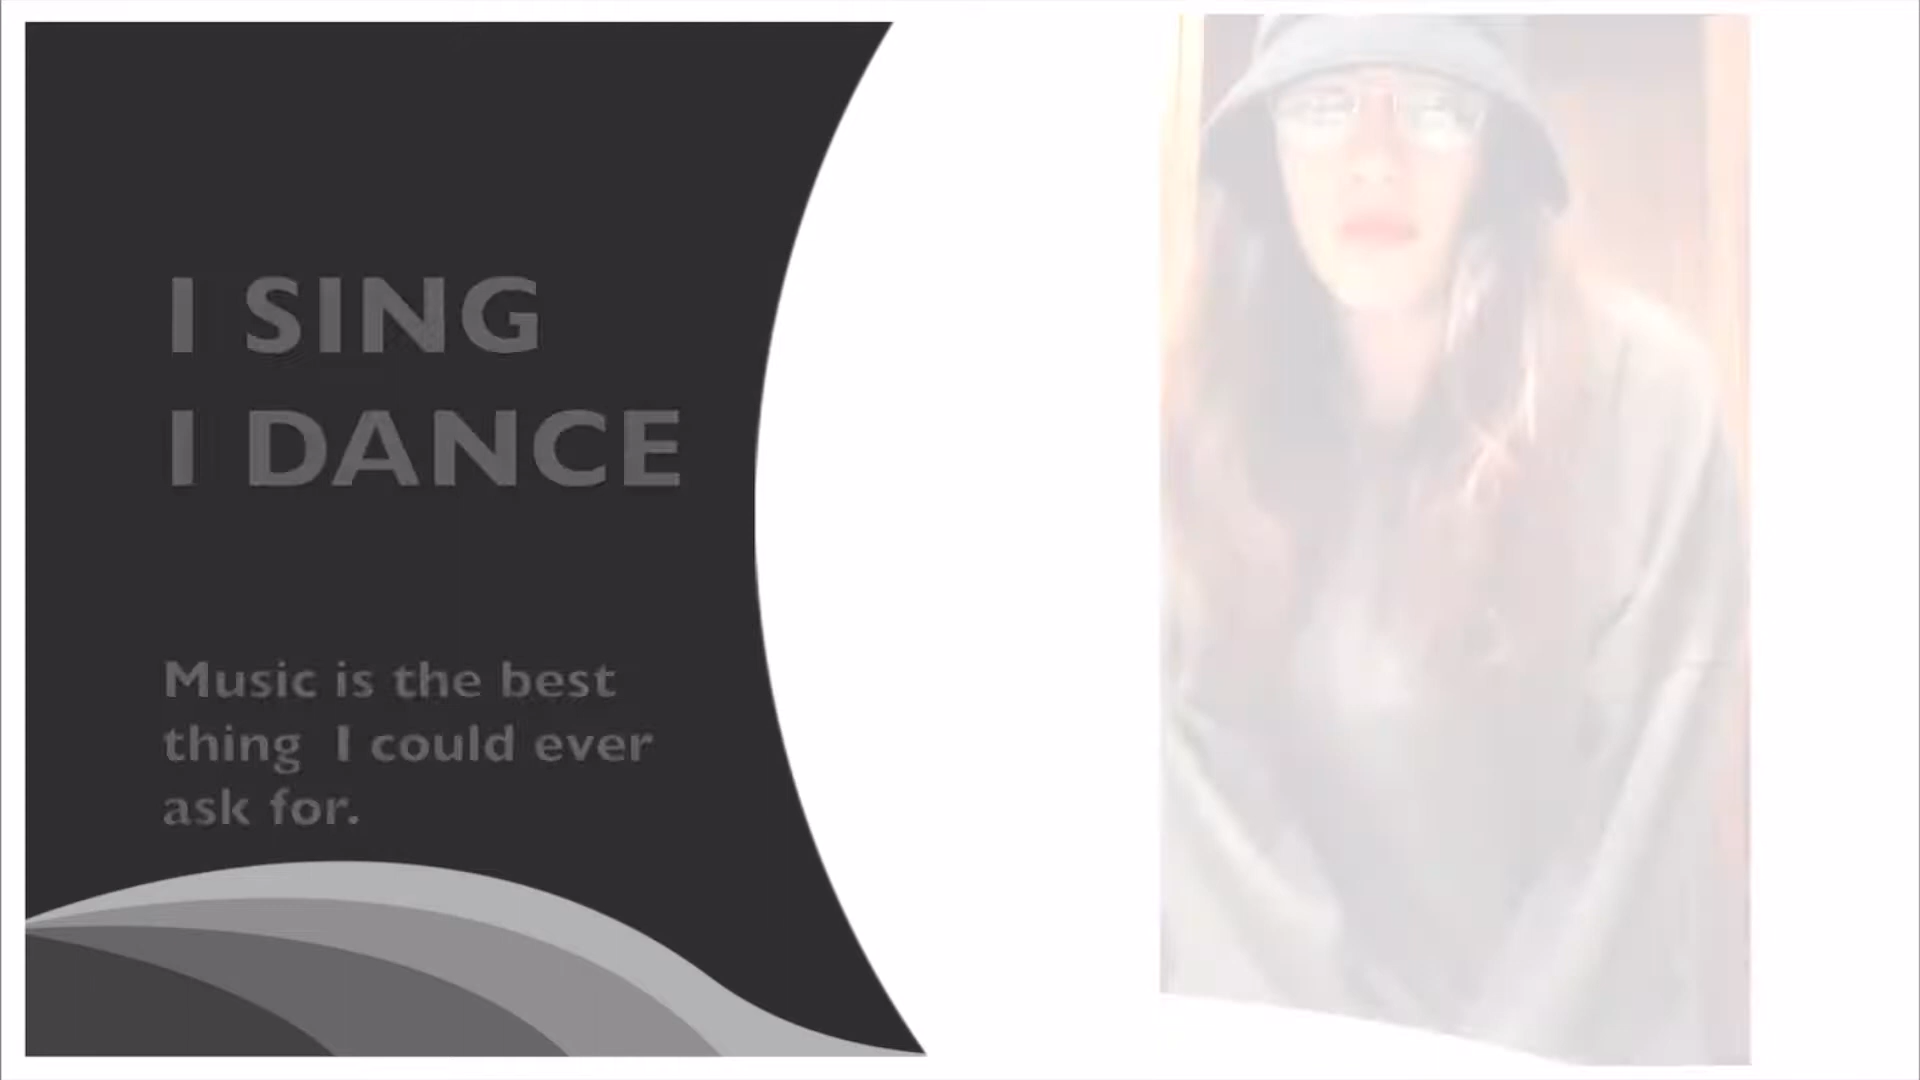 I SING
I DANCE
Music is the best
thing I could ever
ask for.